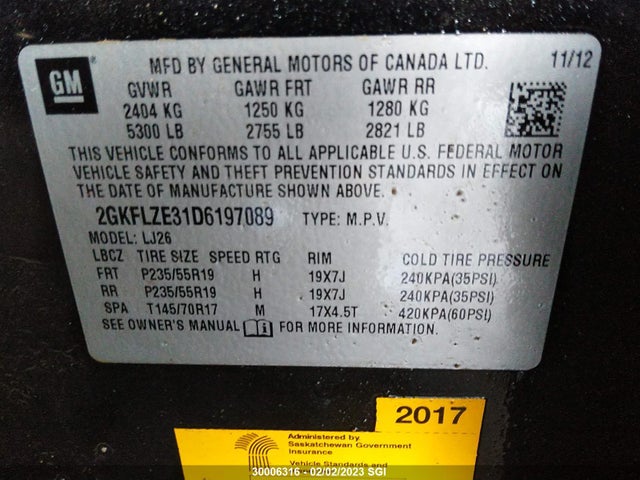 GM
MFD BY GENERAL MOTORS OF CANADA LTD. 11/12
GVWR GAWR FRT GAWR RR
2404 KG 1250 KG 1280 KG
5300 LB 2755 LB 2821 LB
THIS VEHICLE CONFORMS TO ALL APPLICABLE U.S. FEDERAL MOTOR
VEHICLE SAFETY AND THEFT PREVENTION STANDARDS IN EFFECT ON
THE DATE OF MANUFACTURE SHOWN ABOVE.
2GKFLZE31D6197089 TYPE: M.P.V.
MODEL: LJ26
LBCZ TIRE SIZE SPEED RTG RIM COLD TIRE PRESSURE
FRT P235/55R19 H 19X7J 240KPA(35PSI)
RR P235/55R19 H 19X7J 240KPA(35PSI)
SPA T145/70R17 M 17X4.5T 420KPA(60PSI)
SEE OWNER'S MANUAL FOR MORE INFORMATION.
2017
Administered by
Saskatchewan Government
Insurance
Vehicle Standards and
30006316 - 02/02/2023 SGI